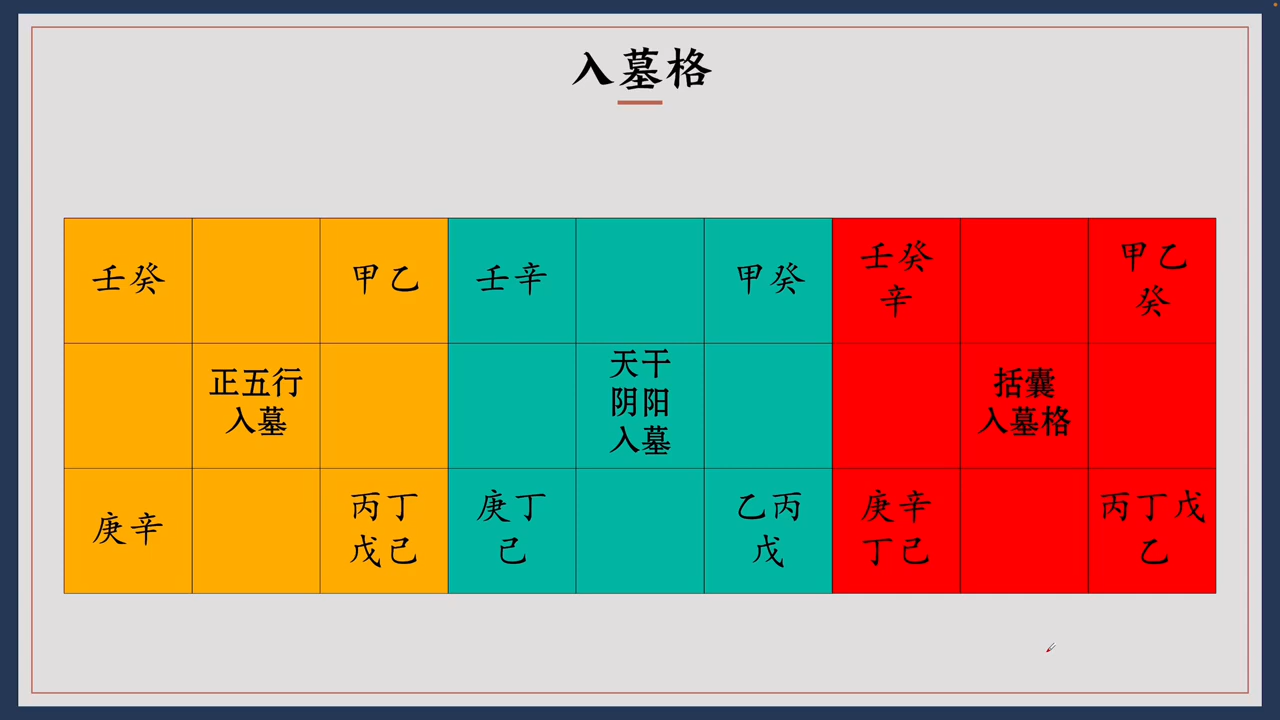 入墓格
壬癸
甲乙
壬辛
甲癸
壬癸
辛
甲乙
癸
正五行
入墓
天干
阴阳
入墓
括囊
入墓格
庚辛
丙丁
戊己
庚丁
己
乙丙
戊
庚辛
丁己
丙丁戊
乙